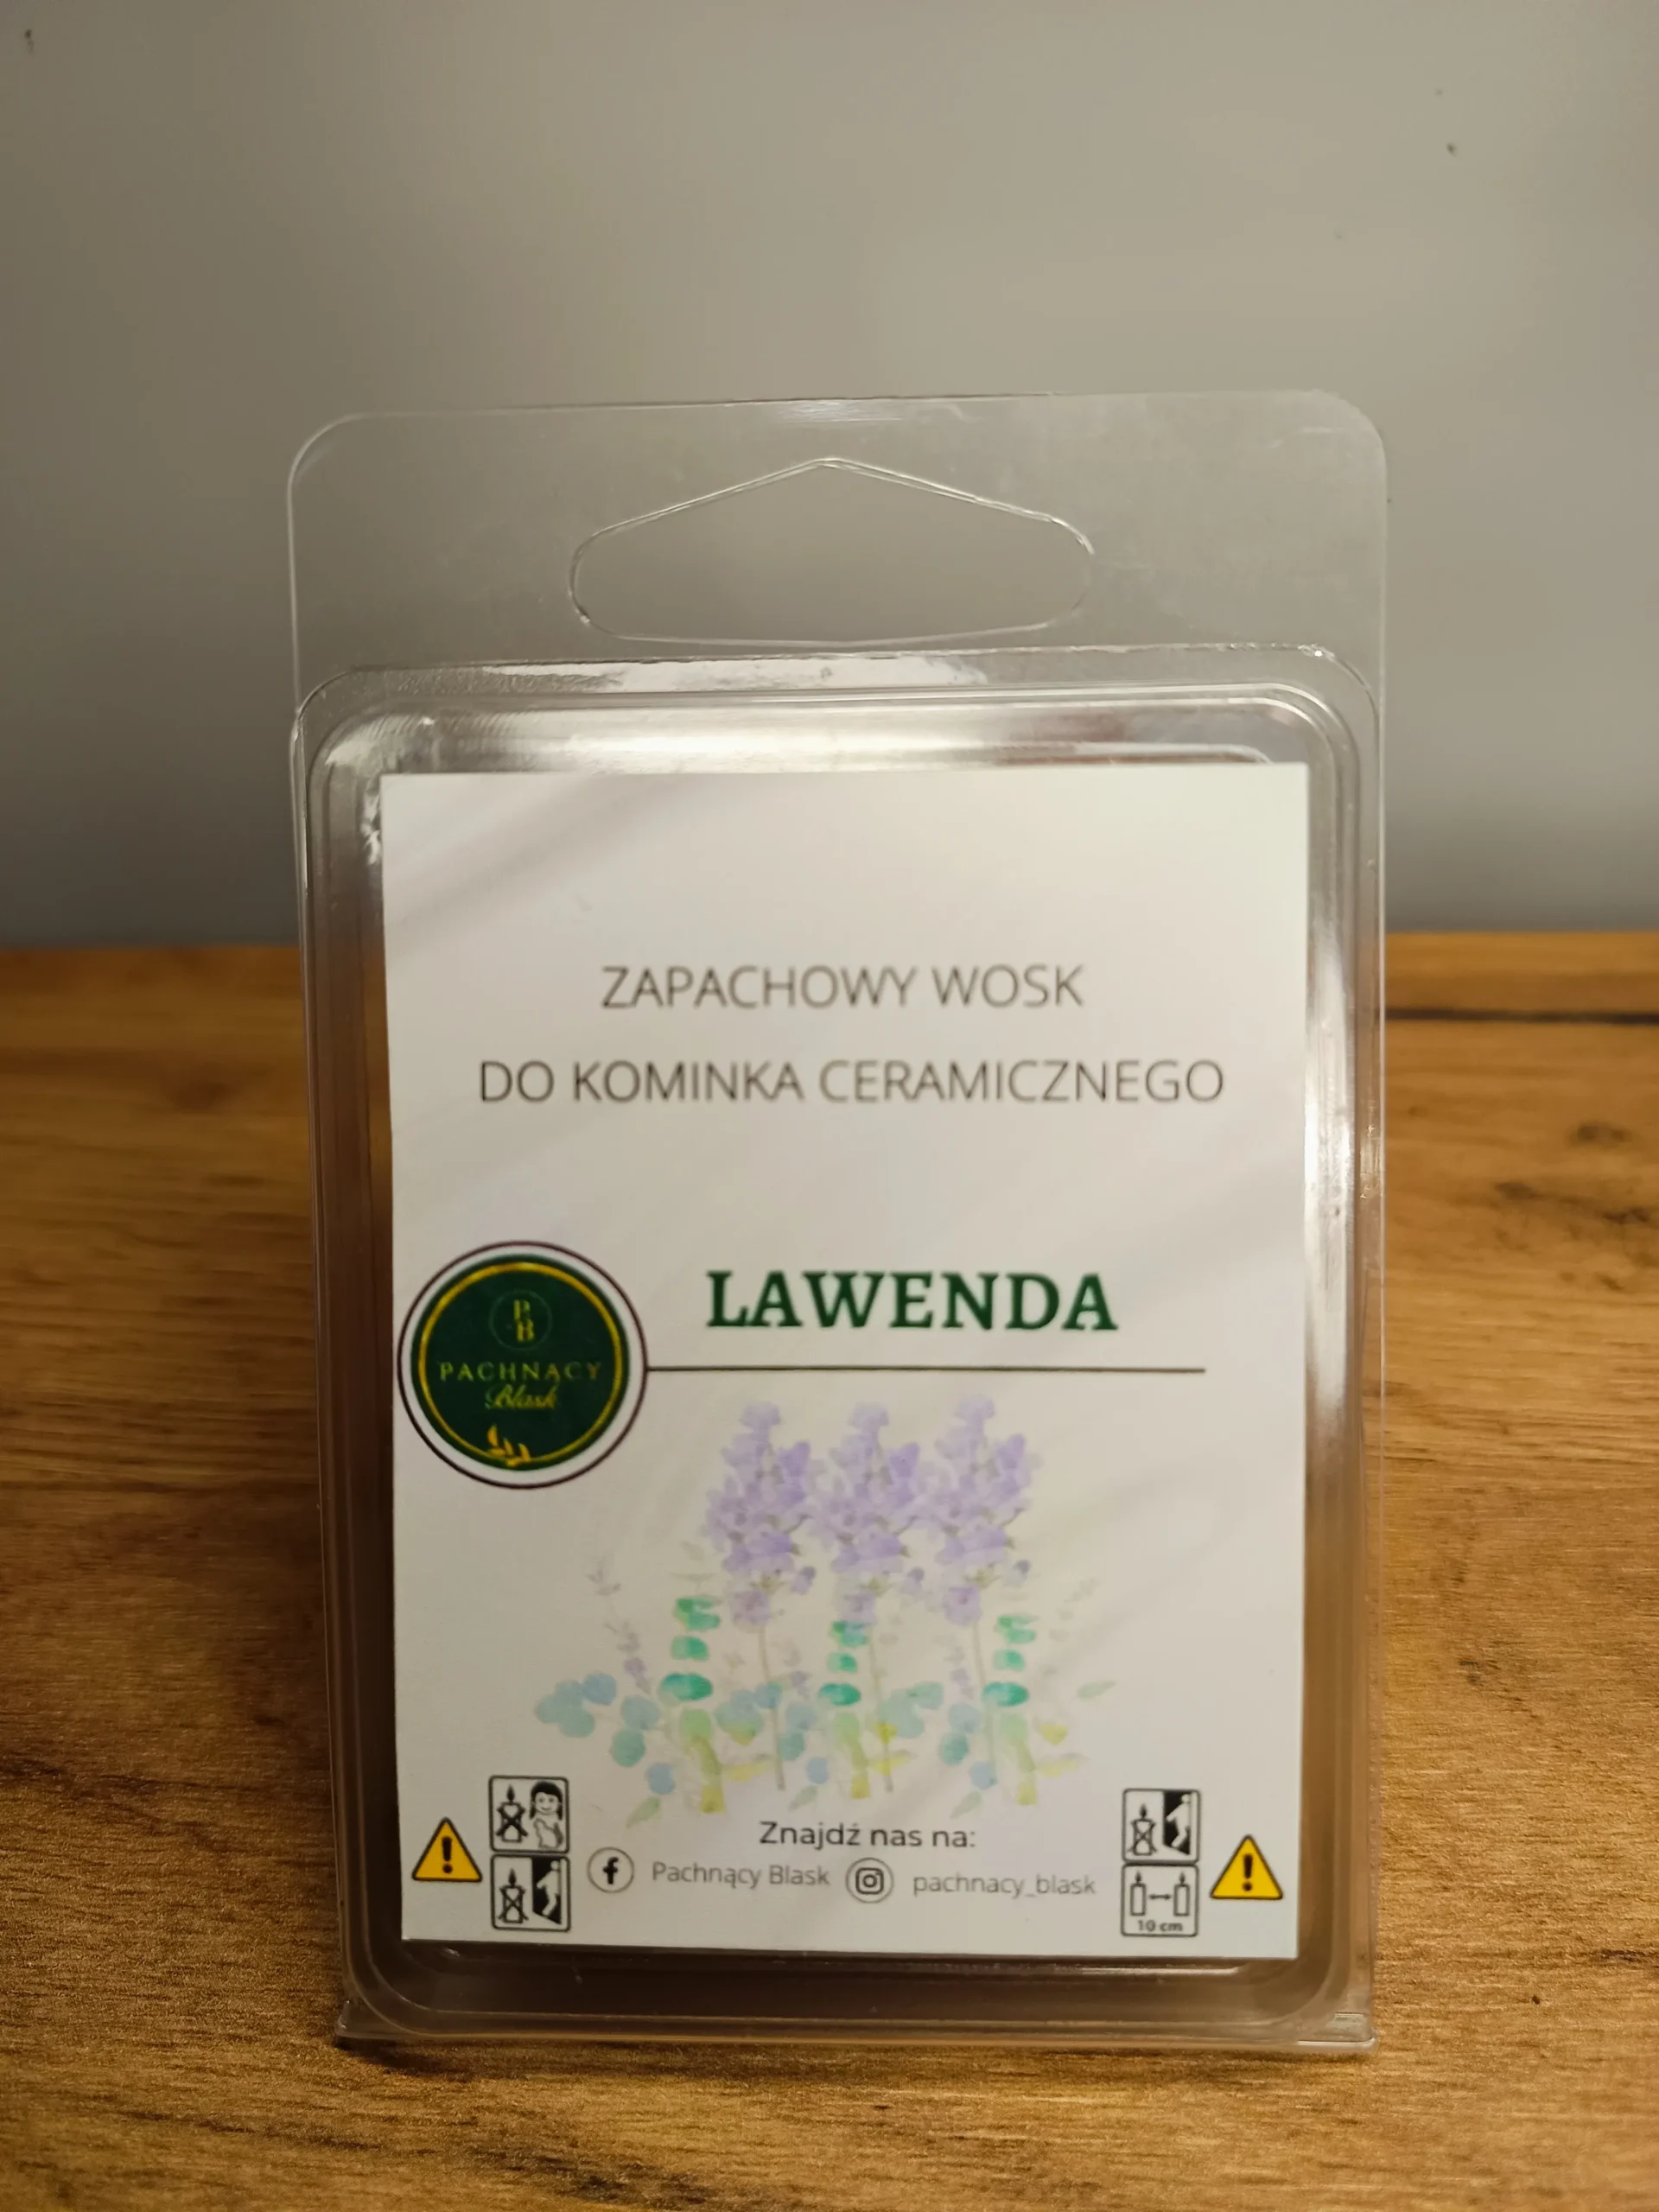 ZAPACHOWY WOSK
DO KOMINKA CERAMICZNEGO
LAWENDA
PB
PACHNĄCY
Blask
Znajdź nas na:
Pachnący Blask pachnacy_blask
10 cm